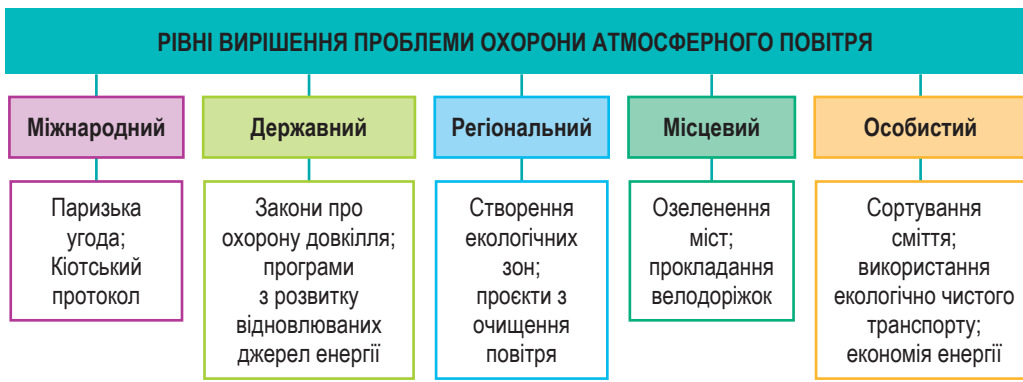 РІВНІ ВИРІШЕННЯ ПРОБЛЕМИ ОХОРОНИ АТМОСФЕРНОГО ПОВІТРЯ
Міжнародний
Паризька
угода;
Кіотський
протокол
Державний
Закони про
охорону довкілля;
програми
з розвитку
відновлюваних
джерел енергії
Регіональний
Створення
екологічних
зон;
проєкти з
очищення
повітря
Місцевий
Озеленення
міст;
прокладання
велодоріжок
Особистий
Сортування
сміття;
використання
екологічно чистого
транспорту;
економія енергії